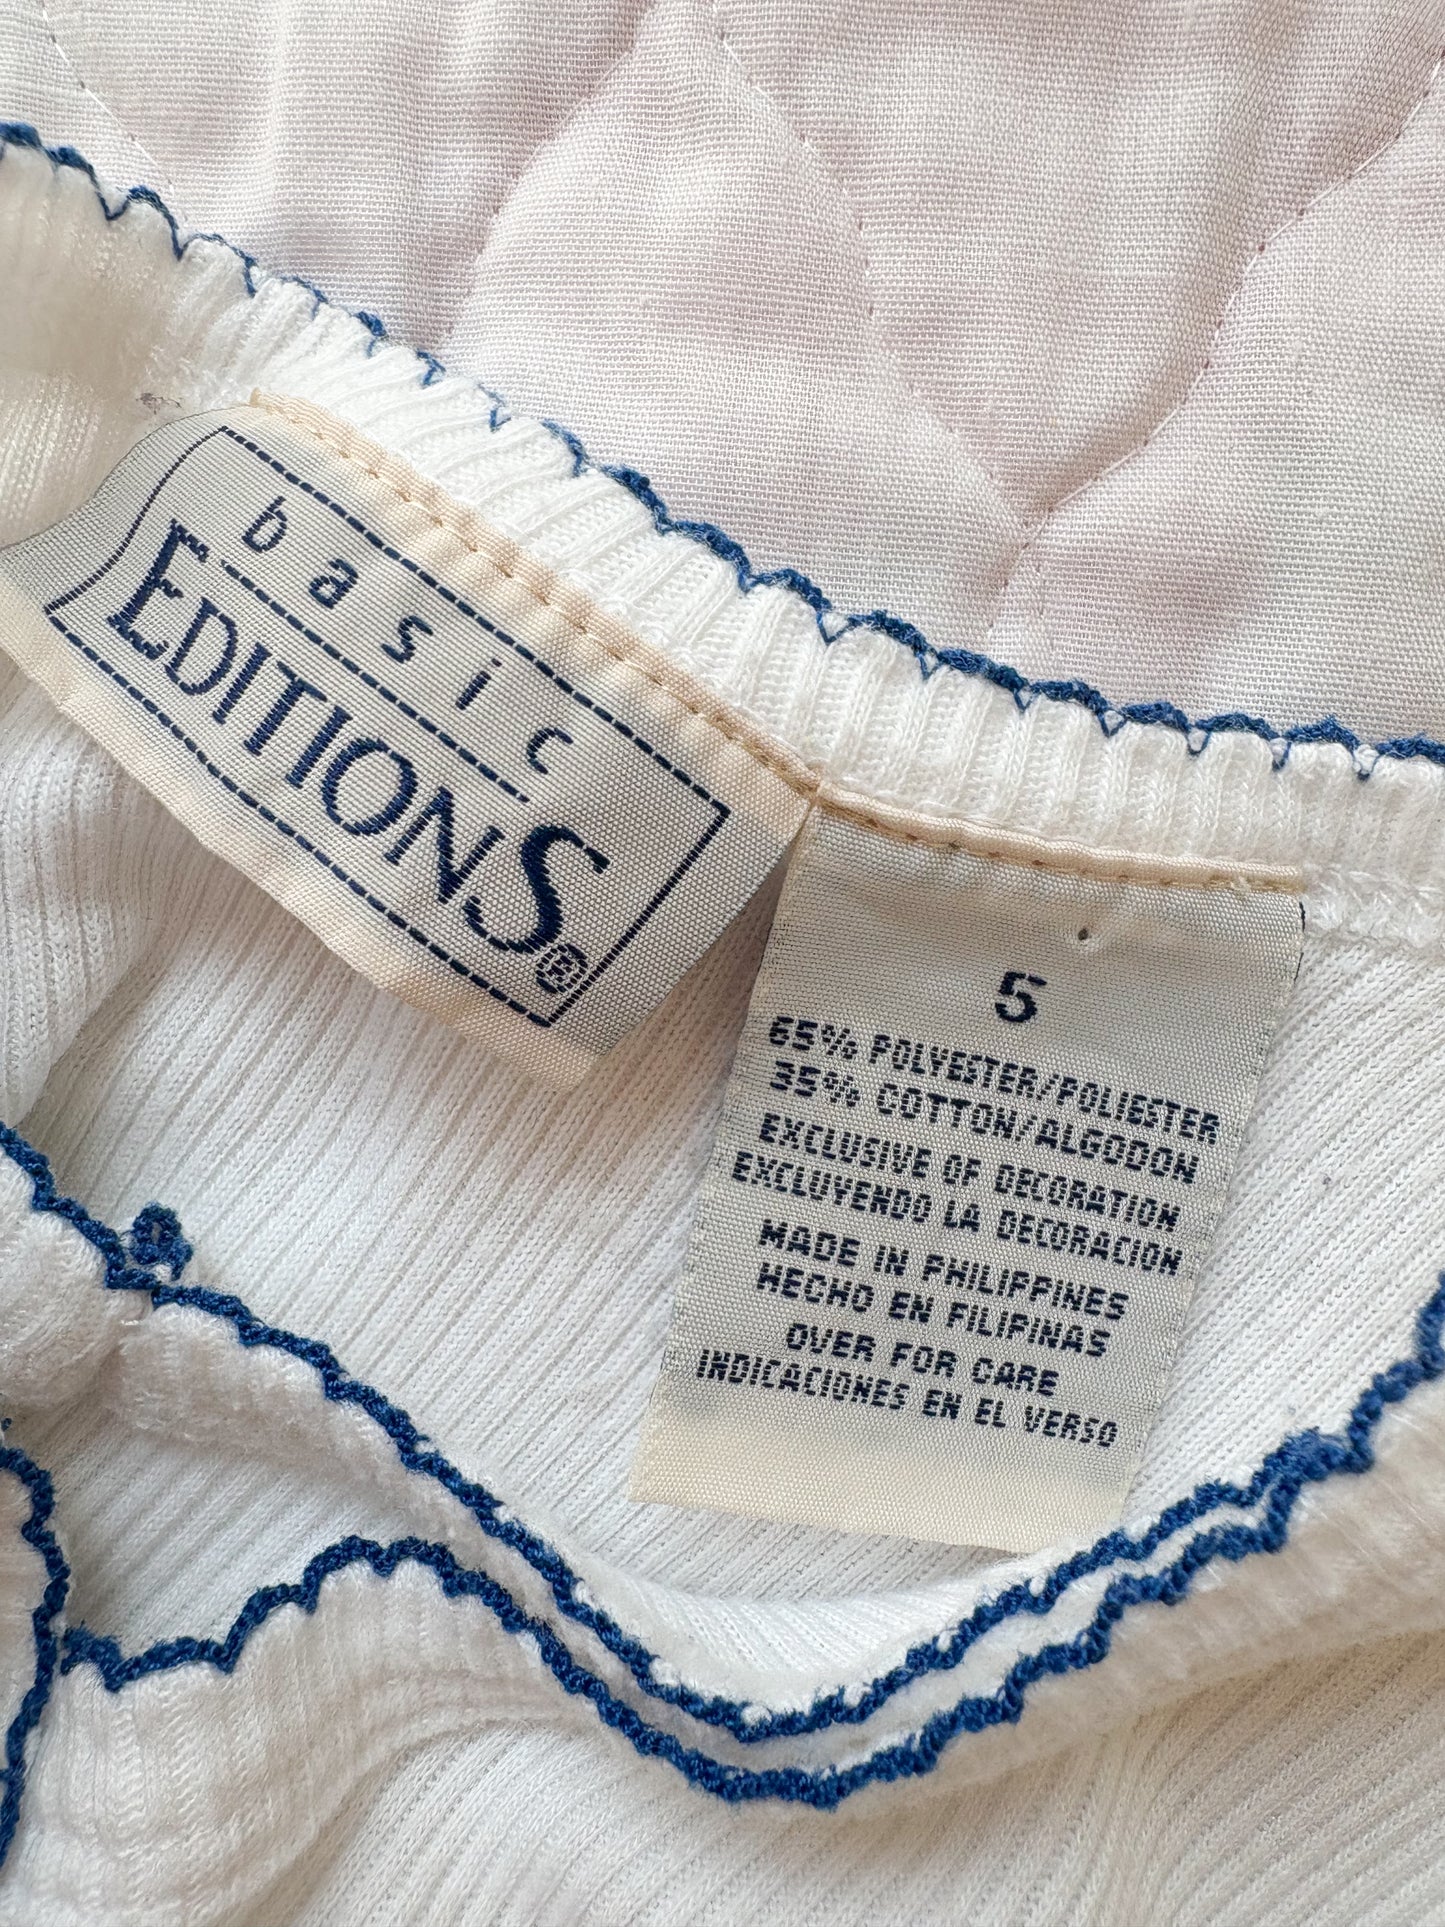 basic
EDITIONS®
5
65% POLYESTER/POLIESTER
35% COTTON/ALGODON
EXCLUSIVE OF DECORATION
EXCLUYENDO LA DECORACION
MADE IN PHILIPPINES
HECHO EN FILIPINAS
OVER FOR CARE
INDICACIONES EN EL VERSO